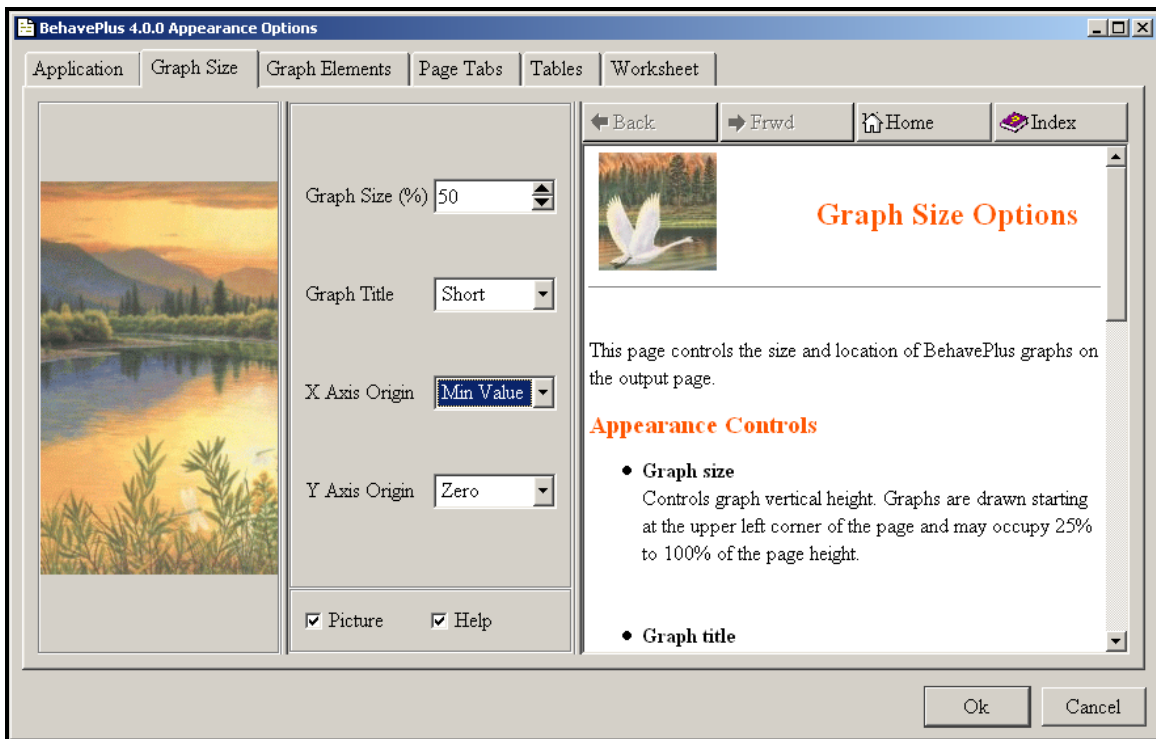 BehavePlus 4.0.0 Appearance Options
Application Graph Size Graph Elements Page Tabs Tables Worksheet
Graph Size (%) 50
Graph Title Short
X Axis Origin Min Value
Y Axis Origin Zero
Picture Help
Back Frwd Home Index
Graph Size Options
This page controls the size and location of BehavePlus graphs on
the output page.
Appearance Controls
• Graph size
Controls graph vertical height. Graphs are drawn starting
at the upper left corner of the page and may occupy 25%
to 100% of the page height.
• Graph title
Ok Cancel